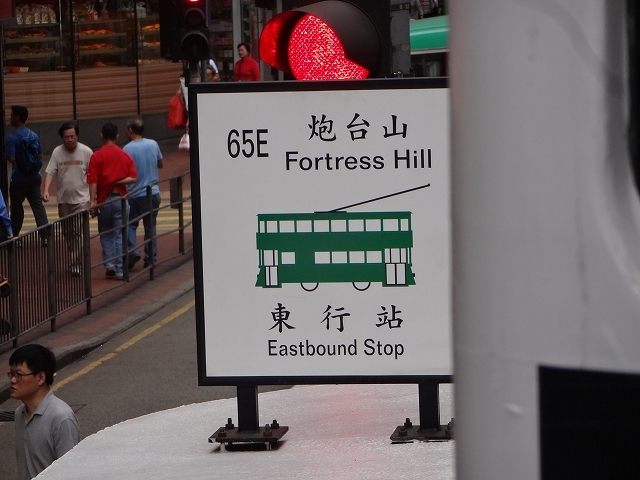 65E
炮台山
Fortress Hill
東行站
Eastbound Stop